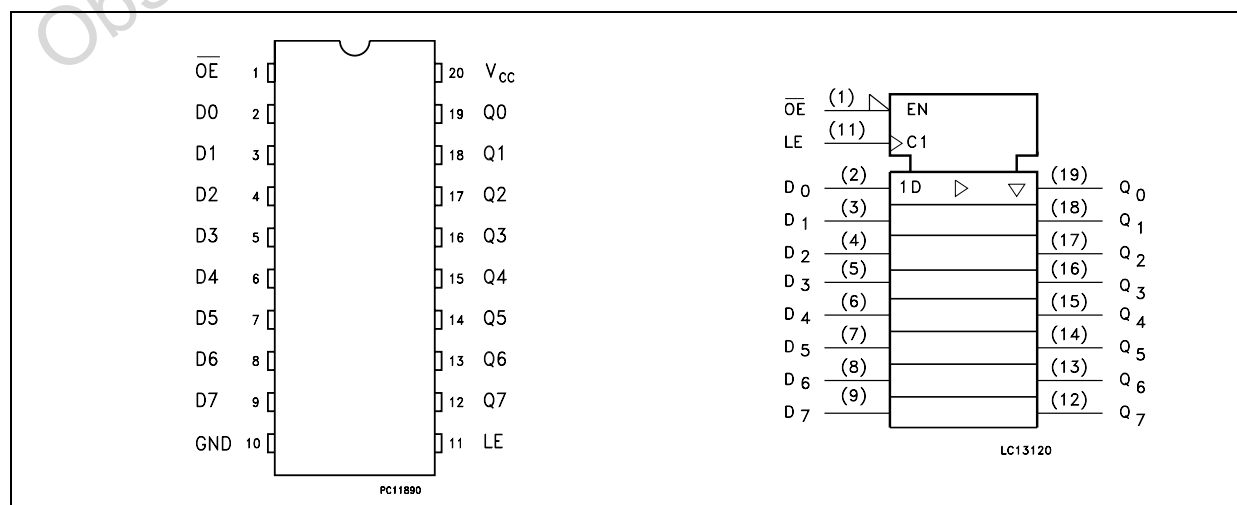 Obs
OE 1 20 VCC
D0 2 19 Q0
D1 3 18 Q1
D2 4 17 Q2
D3 5 16 Q3
D4 6 15 Q4
D5 7 14 Q5
D6 8 13 Q6
D7 9 12 Q7
GND 10 11 LE
PC11890
OE (1) EN
LE (11) C1
D0 (2) 1D (19) Q0
D1 (3) (18) Q1
D2 (4) (17) Q2
D3 (5) (16) Q3
D4 (6) (15) Q4
D5 (7) (14) Q5
D6 (8) (13) Q6
D7 (9) (12) Q7
LC13120